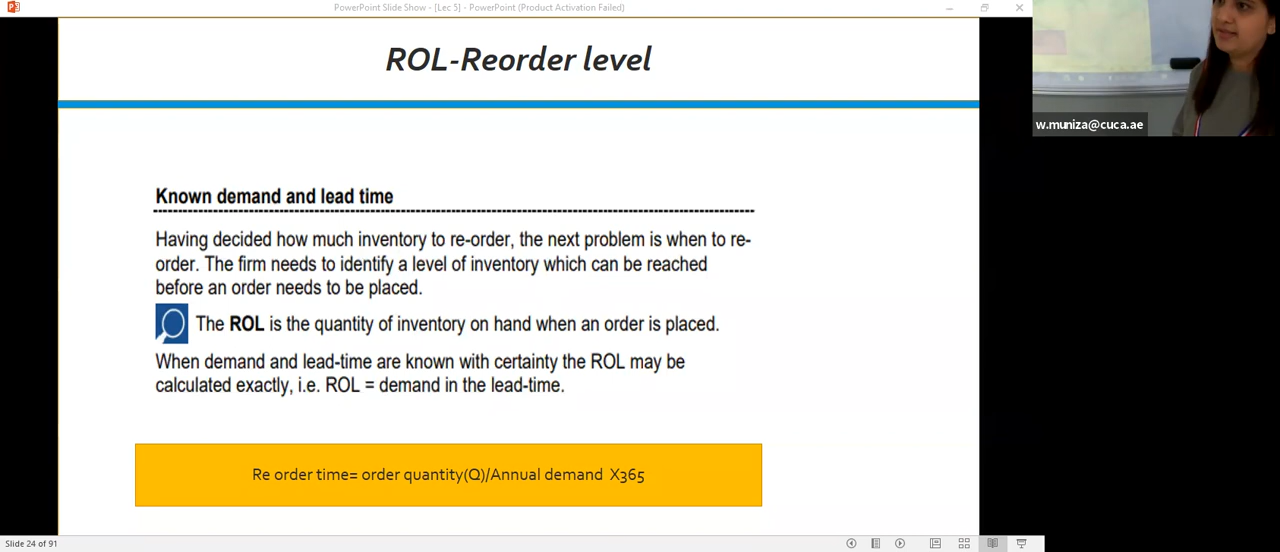 PowerPoint Slide Show - [Lec 3] - PowerPoint (Product Activation Failed)
ROL-Reorder level
w.muniza@cuca.ae
Known demand and lead time
Having decided how much inventory to re-order, the next problem is when to re-
order. The firm needs to identify a level of inventory which can be reached
before an order needs to be placed.
The ROL is the quantity of inventory on hand when an order is placed.
When demand and lead-time are known with certainty the ROL may be
calculated exactly, i.e. ROL = demand in the lead-time.
Re order time= order quantity(Q)/Annual demand X365
Slide 24 of 91